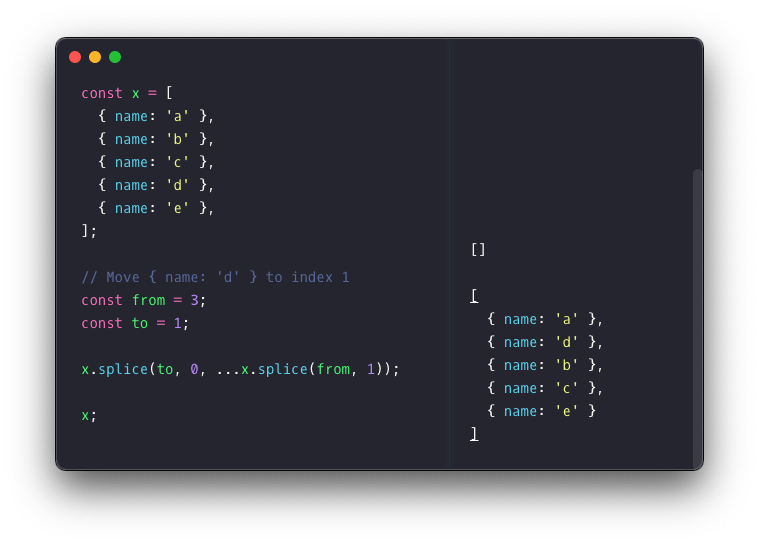 const x = [
  { name: 'a' },
  { name: 'b' },
  { name: 'c' },
  { name: 'd' },
  { name: 'e' },
];

// Move { name: 'd' } to index 1
const from = 3;
const to = 1;

x.splice(to, 0, ...x.splice(from, 1));

x;

[]

[
  { name: 'a' },
  { name: 'd' },
  { name: 'b' },
  { name: 'c' },
  { name: 'e' }
]